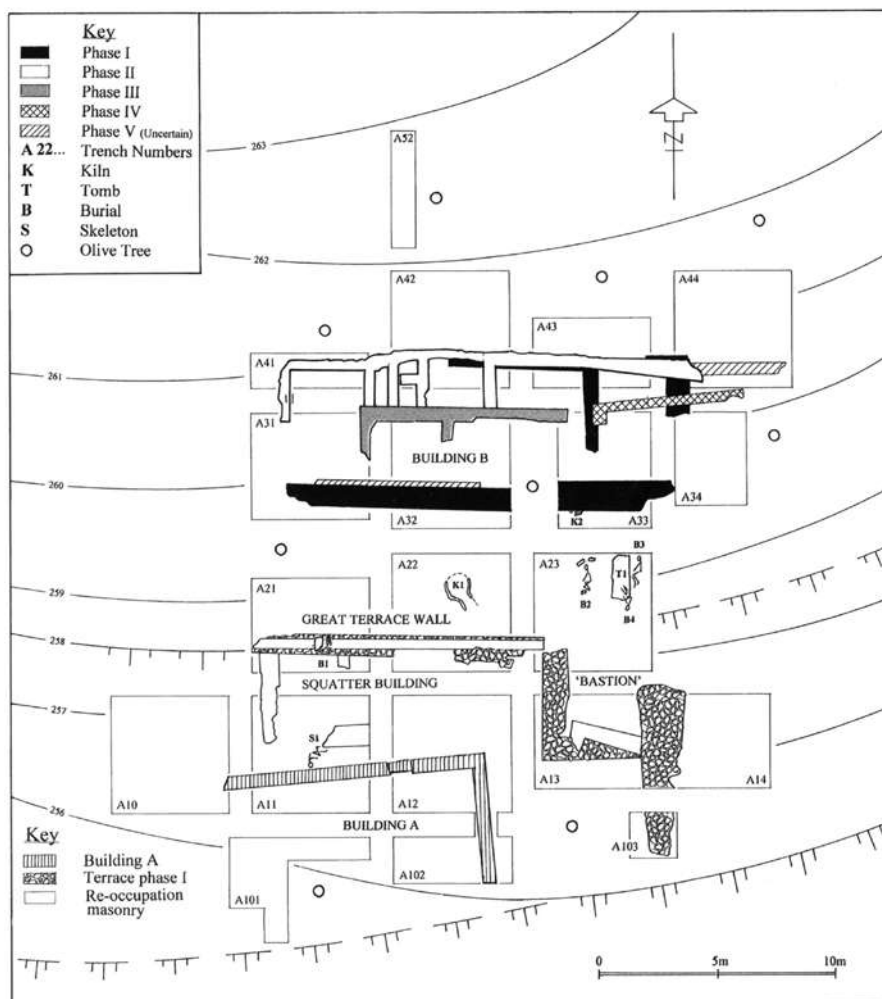 Key
Phase I
Phase II
Phase III
Phase IV
Phase V (Uncertain)
A 22... Trench Numbers
K Kiln
T Tomb
B Burial
S Skeleton
Olive Tree
N
263
A52
262
A42
A44
A43
A41
261
A31
BUILDING B
260
A34
A32
K2
A33
B3
A22
A23
K1
T1
259
A21
B2
B4
GREAT TERRACE WALL
258
B1
SQUATTER BUILDING
'BASTION'
257
S1
A13
A14
A10
A11
A12
256
BUILDING A
Key
Building A
Terrace phase I
Re-occupation
masonry
A103
A102
A101
0 5m 10m